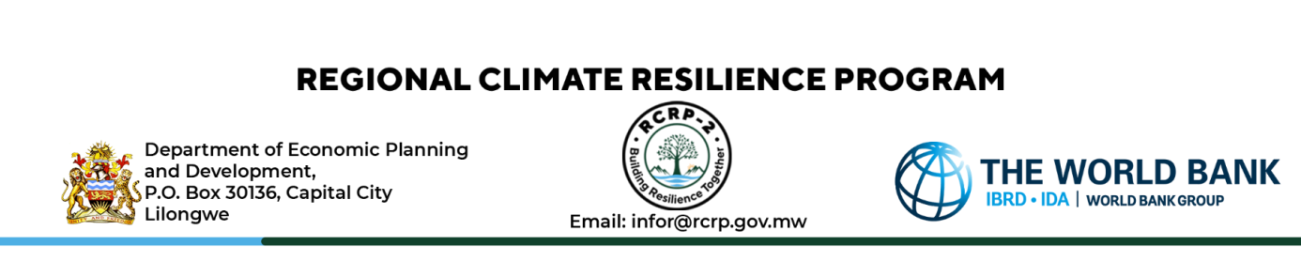 REGIONAL CLIMATE RESILIENCE PROGRAM
Department of Economic Planning
and Development,
P.O. Box 30136, Capital City
Lilongwe
RCRP-2
Building Resilience Together
Email: infor@rcrp.gov.mw
THE WORLD BANK
IBRD • IDA | WORLD BANK GROUP